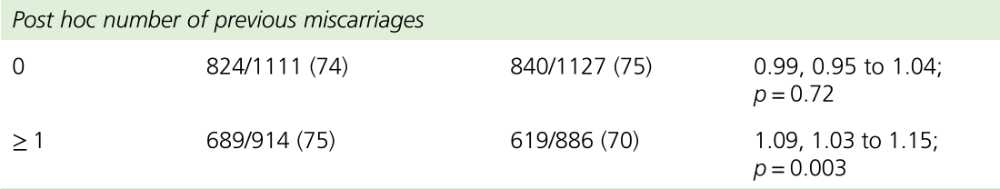 Post hoc number of previous miscarriages
0 824/1111 (74) 840/1127 (75) 0.99, 0.95 to 1.04;
p = 0.72
≥ 1 689/914 (75) 619/886 (70) 1.09, 1.03 to 1.15;
p = 0.003